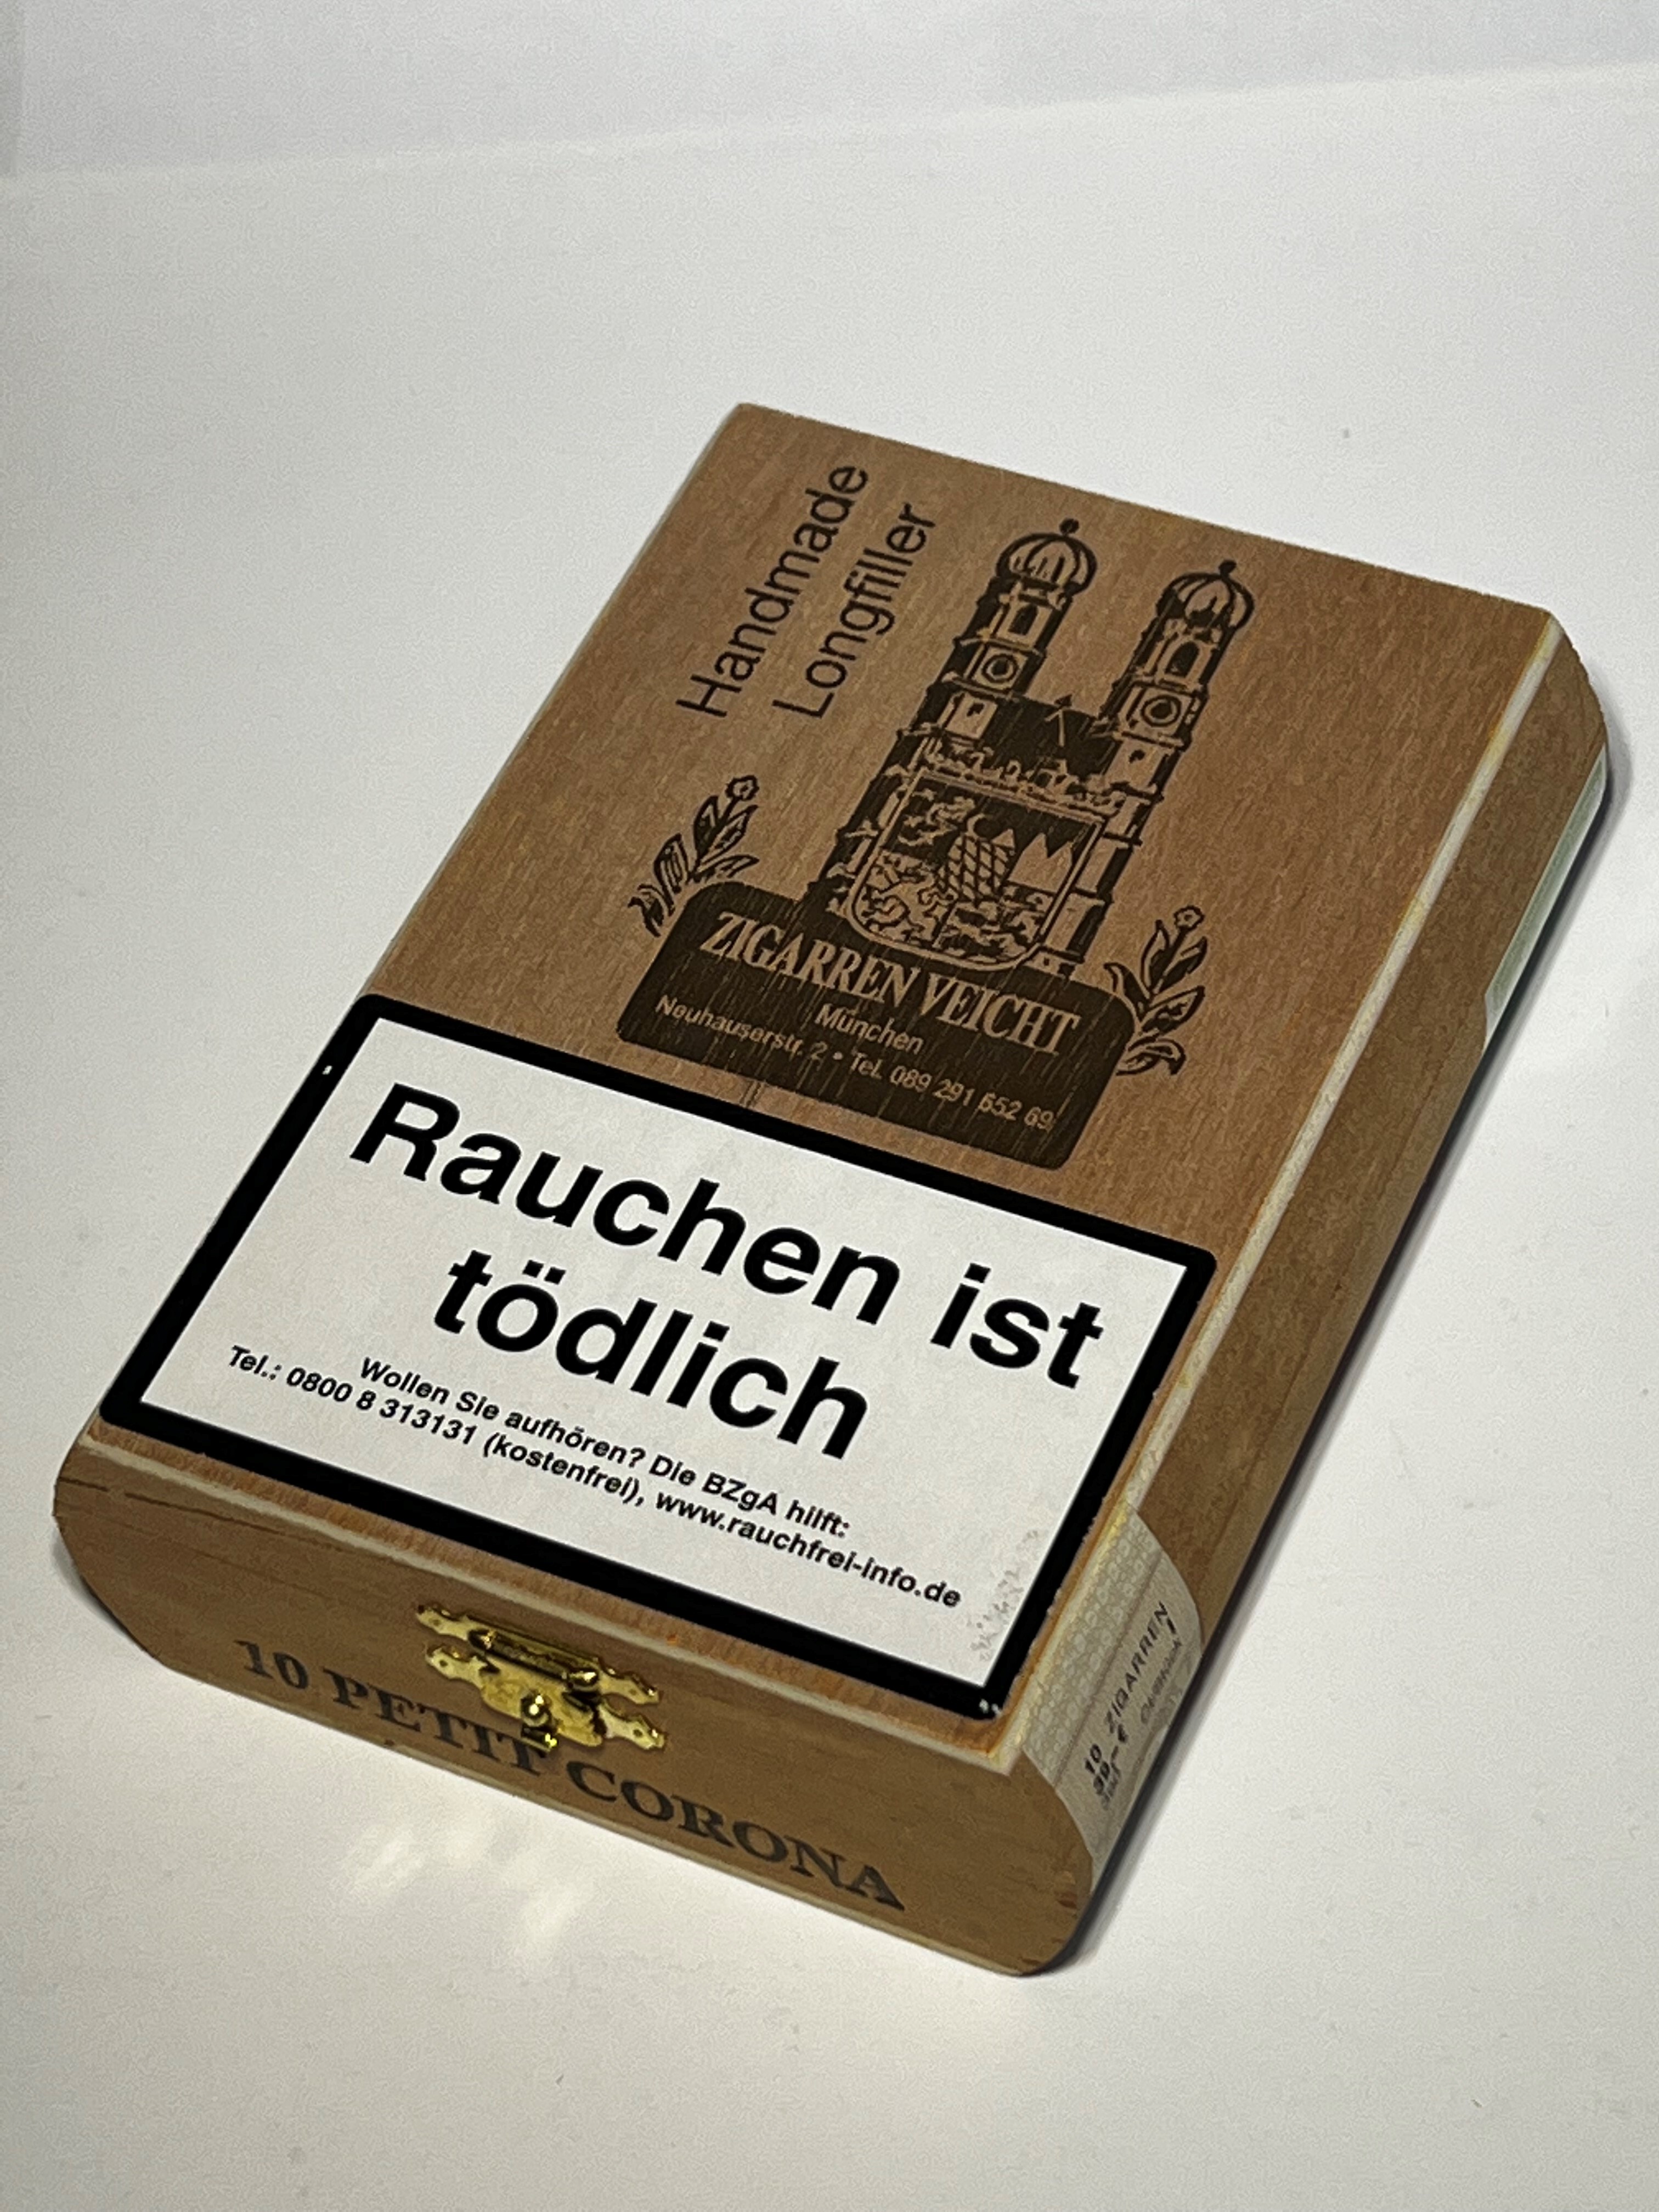 Handmade
Longfiller
ZIGARREN VEICHT
München
Neuhauserstr. 2 • Tel. 089 291 652 69
Rauchen ist
tödlich
Wollen Sie aufhören? Die BZgA hilft:
Tel.: 0800 8 313131 (kostenfrei), www.rauchfrei-info.de
10 PETIT CORONA
10 ZIGARREN
39,– €